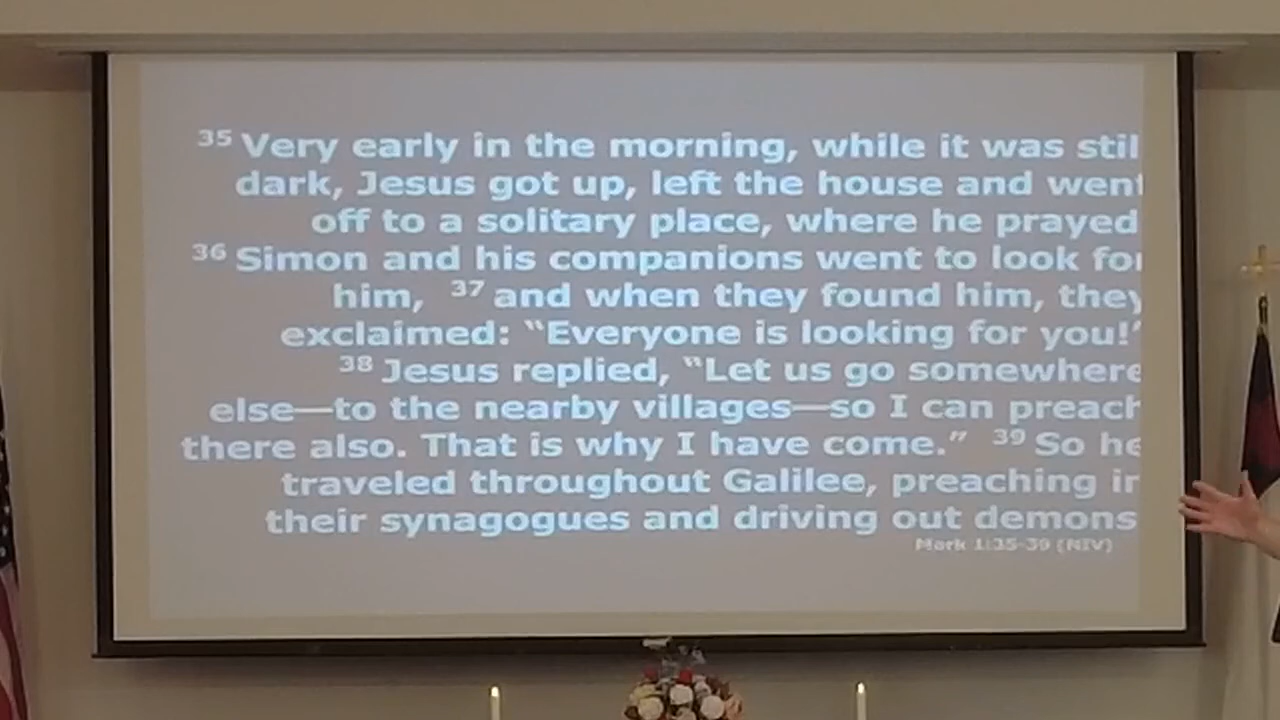 35 Very early in the morning, while it was stil
dark, Jesus got up, left the house and went
off to a solitary place, where he prayed
36 Simon and his companions went to look for
him, 37 and when they found him, they
exclaimed: “Everyone is looking for you!”
38 Jesus replied, “Let us go somewhere
else—to the nearby villages—so I can preach
there also. That is why I have come.” 39 So he
traveled throughout Galilee, preaching in
their synagogues and driving out demons
Mark 1:35-39 (NIV)